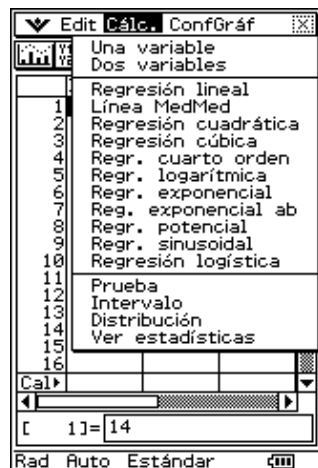 Edit Cálc. ConfGráf
Una variable
Dos variables
Regresión lineal
1 Línea MedMed
2 Regresión cuadrática
3 Regresión cúbica
4 Regr. cuarto orden
5 Regr. logarítmica
6 Regr. exponencial
7 Reg. exponencial ab
8 Regr. potencial
9 Regr. sinusoidal
10 Regresión logística
11 Prueba
12 Intervalo
13 Distribución
14 Ver estadísticas
15
16
Cal
[ 1]= 14
Rad Auto Estándar